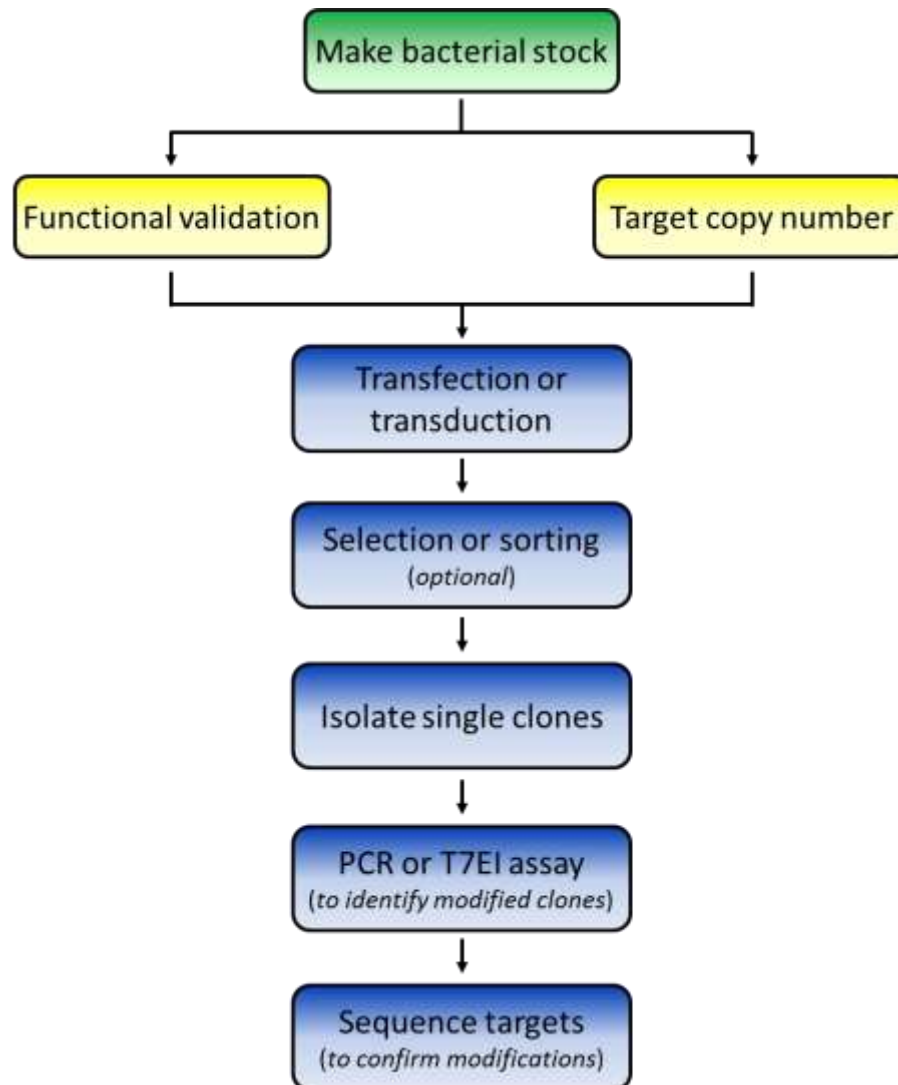 Make bacterial stock
Functional validation
Target copy number
Transfection or
transduction
Selection or sorting
(optional)
Isolate single clones
PCR or T7EI assay
(to identify modified clones)
Sequence targets
(to confirm modifications)